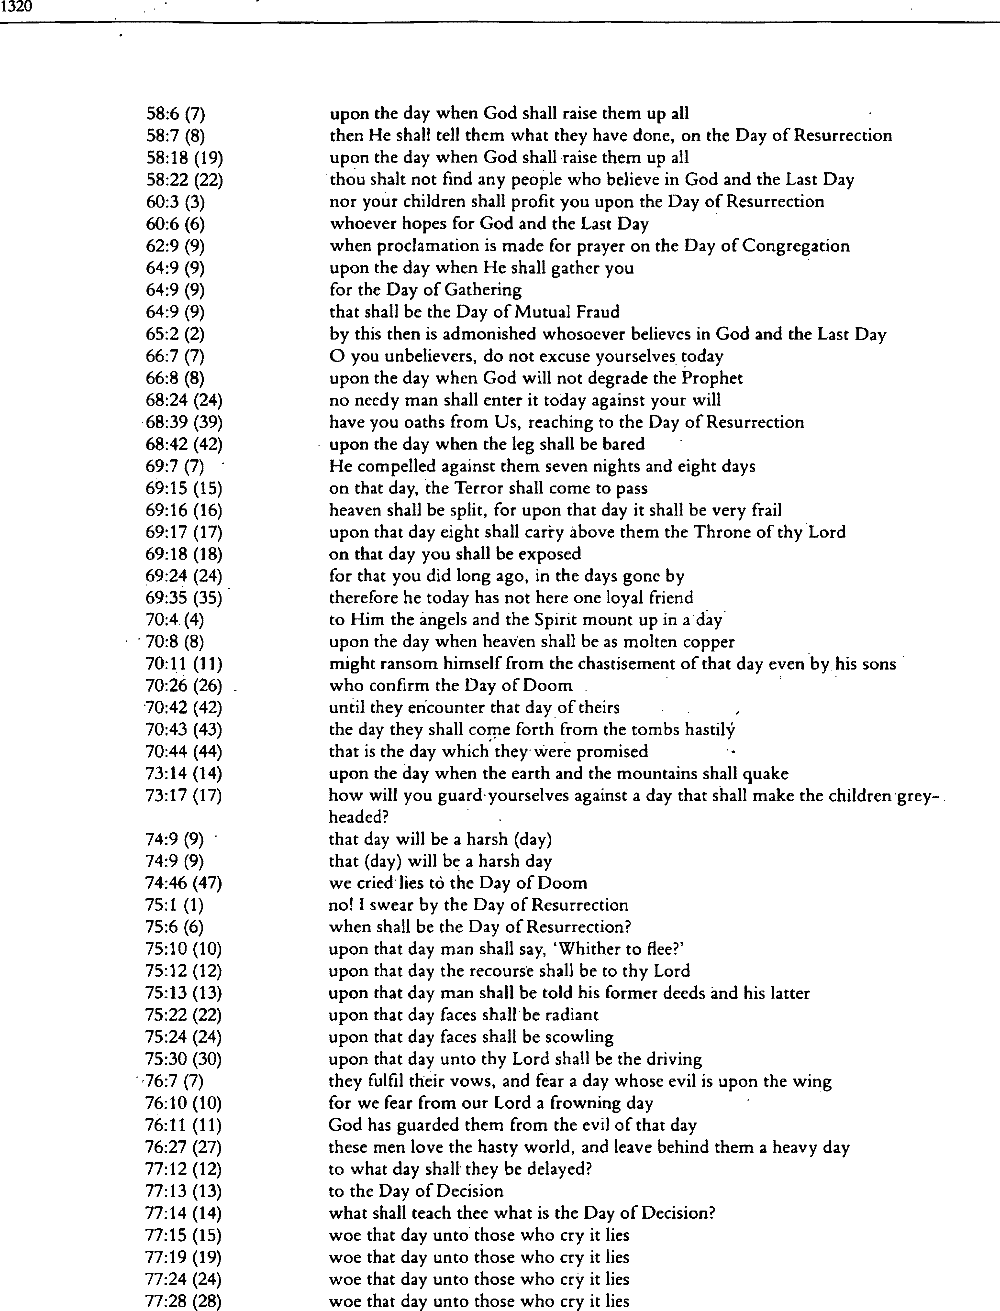 1320
58:6 (7) upon the day when God shall raise them up all
58:7 (8) then He shall tell them what they have done, on the Day of Resurrection
58:18 (19) upon the day when God shall raise them up all
58:22 (22) thou shalt not find any people who believe in God and the Last Day
60:3 (3) nor your children shall profit you upon the Day of Resurrection
60:6 (6) whoever hopes for God and the Last Day
62:9 (9) when proclamation is made for prayer on the Day of Congregation
64:9 (9) upon the day when He shall gather you
64:9 (9) for the Day of Gathering
64:9 (9) that shall be the Day of Mutual Fraud
65:2 (2) by this then is admonished whosoever believes in God and the Last Day
66:7 (7) O you unbelievers, do not excuse yourselves today
66:8 (8) upon the day when God will not degrade the Prophet
68:24 (24) no needy man shall enter it today against your will
68:39 (39) have you oaths from Us, reaching to the Day of Resurrection
68:42 (42) upon the day when the leg shall be bared
69:7 (7) He compelled against them seven nights and eight days
69:15 (15) on that day, the Terror shall come to pass
69:16 (16) heaven shall be split, for upon that day it shall be very frail
69:17 (17) upon that day eight shall carry above them the Throne of thy Lord
69:18 (18) on that day you shall be exposed
69:24 (24) for that you did long ago, in the days gone by
69:35 (35) therefore he today has not here one loyal friend
70:4 (4) to Him the angels and the Spirit mount up in a day
70:8 (8) upon the day when heaven shall be as molten copper
70:11 (11) might ransom himself from the chastisement of that day even by his sons
70:26 (26) who confirm the Day of Doom
70:42 (42) until they encounter that day of theirs
70:43 (43) the day they shall come forth from the tombs hastily
70:44 (44) that is the day which they were promised
73:14 (14) upon the day when the earth and the mountains shall quake
73:17 (17) how will you guard yourselves against a day that shall make the children grey-
headed?
74:9 (9) that day will be a harsh (day)
74:9 (9) that (day) will be a harsh day
74:46 (47) we cried lies to the Day of Doom
75:1 (1) no! I swear by the Day of Resurrection
75:6 (6) when shall be the Day of Resurrection?
75:10 (10) upon that day man shall say, ‘Whither to flee?’
75:12 (12) upon that day the recourse shall be to thy Lord
75:13 (13) upon that day man shall be told his former deeds and his latter
75:22 (22) upon that day faces shall be radiant
75:24 (24) upon that day faces shall be scowling
75:30 (30) upon that day unto thy Lord shall be the driving
76:7 (7) they fulfil their vows, and fear a day whose evil is upon the wing
76:10 (10) for we fear from our Lord a frowning day
76:11 (11) God has guarded them from the evil of that day
76:27 (27) these men love the hasty world, and leave behind them a heavy day
77:12 (12) to what day shall they be delayed?
77:13 (13) to the Day of Decision
77:14 (14) what shall teach thee what is the Day of Decision?
77:15 (15) woe that day unto those who cry it lies
77:19 (19) woe that day unto those who cry it lies
77:24 (24) woe that day unto those who cry it lies
77:28 (28) woe that day unto those who cry it lies